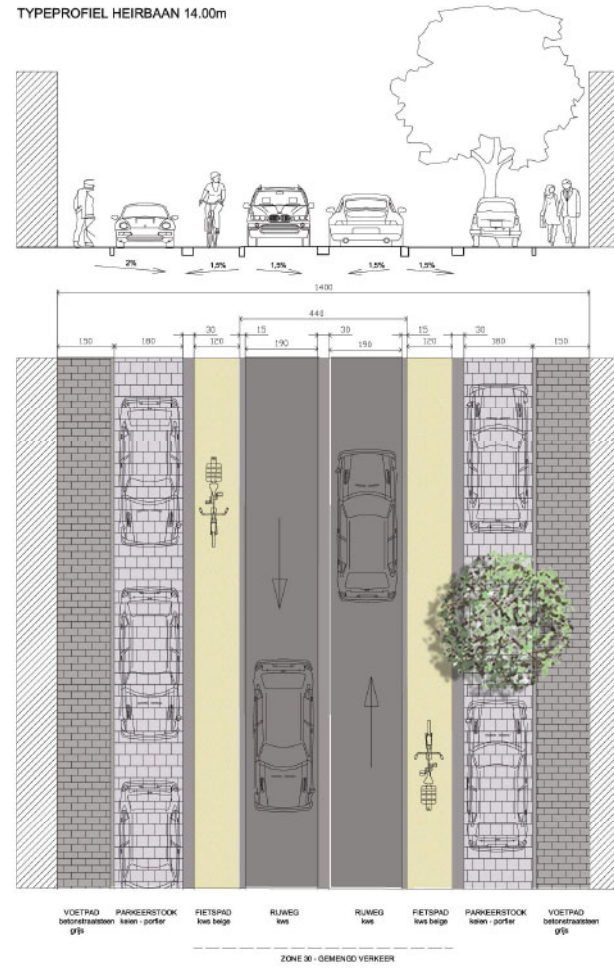 TYPEPROFIEL HEIRBAAN 14.00m
2% 1,5% 1,5% 1,5% 1,5%
1400
440
30 15 30 15 30
150 180 120 190 190 120 180 150
VOETPAD PARKEERSTOOK FIETSPAD RIJWEG RIJWEG FIETSPAD PARKEERSTOOK VOETPAD
betonstraatsteen keien - porfier kws beige kws kws kws beige keien - porfier betonstraatsteen
grijs grijs
ZONE 30 - GEMENGD VERKEER